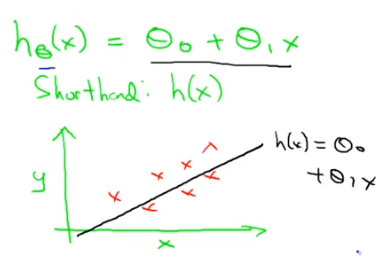 hθ(x) = θ₀ + θ₁x
Shorthand: h(x)
h(x) = θ₀
+ θ₁x
y
x